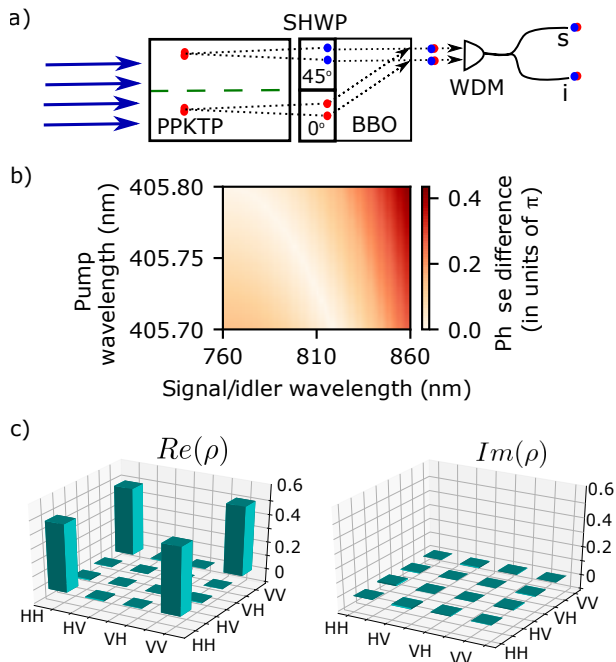 a)
SHWP
45°
0°
PPKTP
BBO
WDM
s
i
b)
Pump
wavelength (nm)
405.80
405.75
405.70
760
810
860
Signal/idler wavelength (nm)
0.4
0.2
0.0
Ph se difference
(in units of π)
c)
Re(ρ)
0.6
0.4
0.2
0
HH
HV
VH
VV
HH
HV
VH
VV
Im(ρ)
0.6
0.4
0.2
0
HH
HV
VH
VV
HH
HV
VH
VV